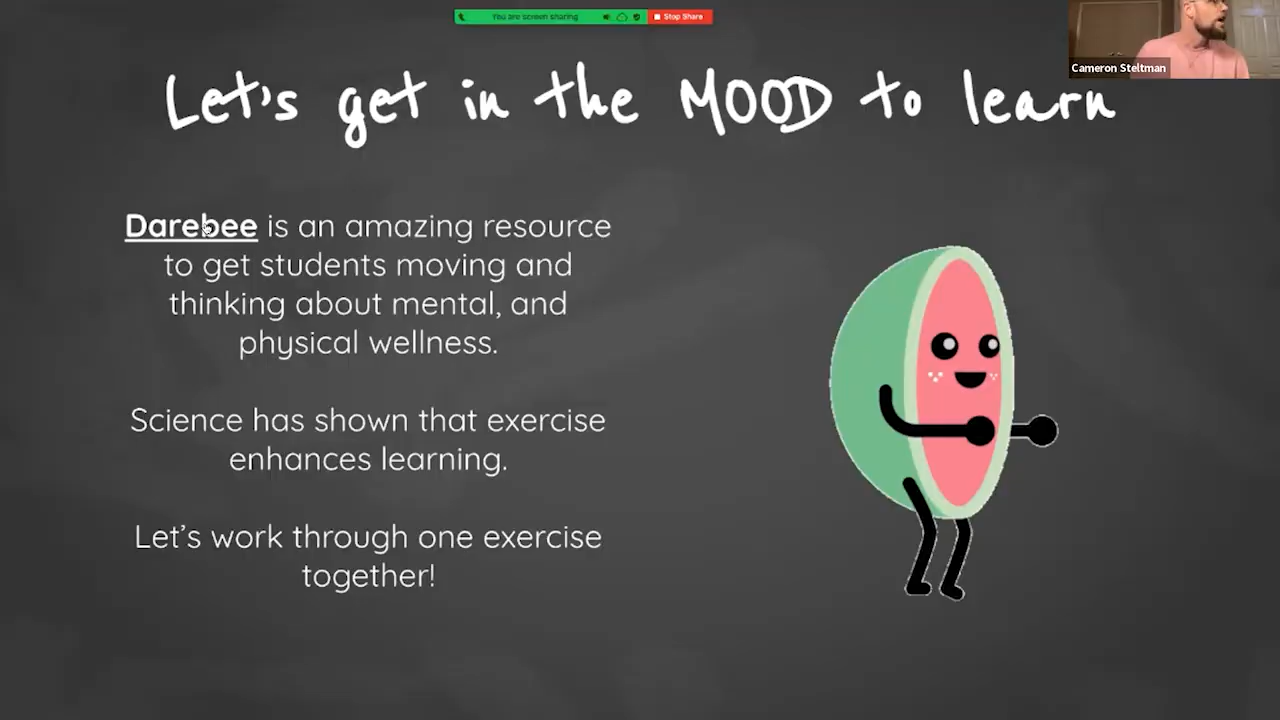 You are screen sharing
Stop Share
Cameron Steltman
Let's get in the MOOD to learn
Darebee is an amazing resource
to get students moving and
thinking about mental, and
physical wellness.
Science has shown that exercise
enhances learning.
Let's work through one exercise
together!